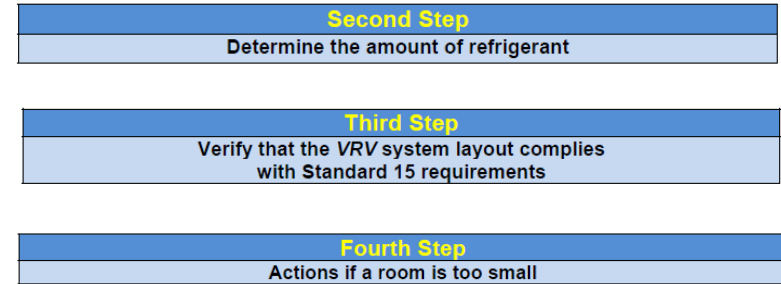 Second Step
Determine the amount of refrigerant
Third Step
Verify that the VRV system layout complies
with Standard 15 requirements
Fourth Step
Actions if a room is too small